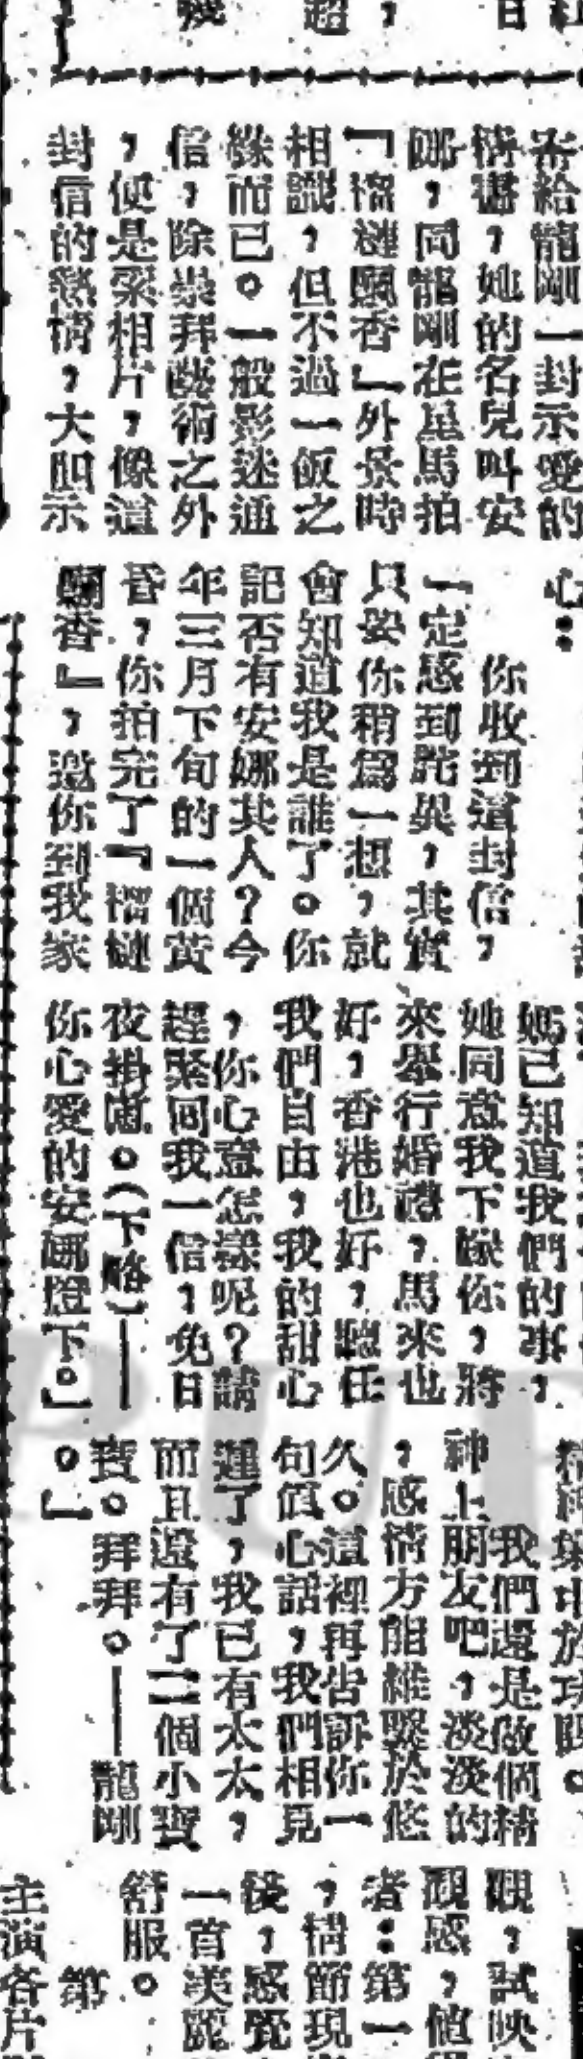 寄給龍剛一封示愛的
情書，她的名兒叫安
娜，同龍剛在星馬拍
「榴槤飄香」外景時
相識，但不過一飯之
緣而已。一般影迷通
信，除崇拜藝術之外
，便是索相片，像這
封信的熱情，大胆示
心：
你收到這封信，
一定感到詫異，其實
只要你稍爲一想，就
會知道我是誰了。你
記否有安娜其人？今
年三月下旬的一個黃
昏，你拍完了『榴槤
飄香』，邀你到我家
媽已知道我們的事，
她同意我下嫁你，將
來舉行婚禮，馬來也
好，香港也好，聽任
我們自由，我的甜心
，你心意怎樣呢？請
趕緊回我一信，免日
夜掛慮。（下略）——
你心愛的安娜燈下。」
我們還是做個精
神上朋友吧，淡淡的
，感情方能維繫於悠
久。這裡再告訴你一
句傾心話，我們相見
遲了，我已有太太，
而且還有了二個小寶
寶。拜拜。——龍剛
。」
觀，試映
觀感，他
者：第一
，情節現
後，感覺
一首美麗
舒服。
第
主演各片